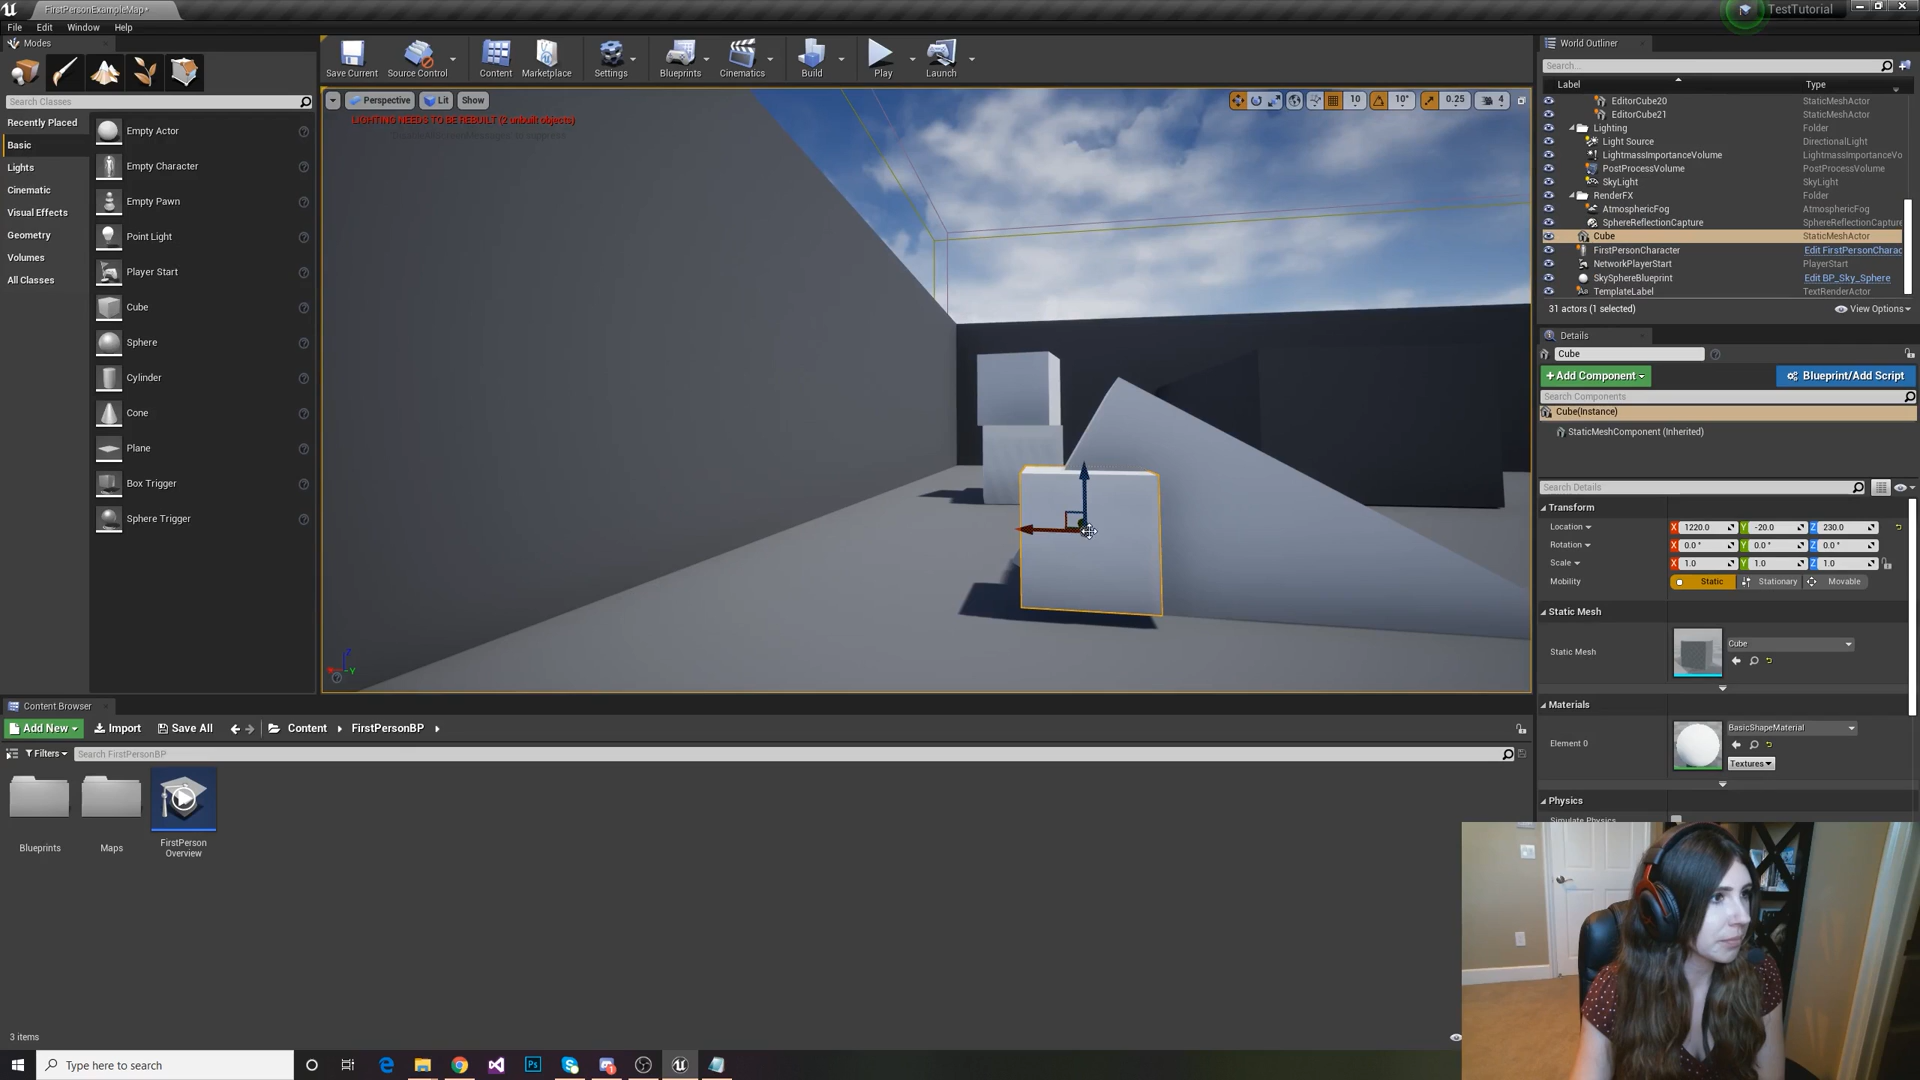 FirstPersonExampleMap*
TestTutorial
File Edit Window Help
Modes
Search Classes
Recently Placed
Basic
Lights
Cinematic
Visual Effects
Geometry
Volumes
All Classes
Empty Actor
Empty Character
Empty Pawn
Point Light
Player Start
Cube
Sphere
Cylinder
Cone
Plane
Box Trigger
Sphere Trigger
Save Current
Source Control
Content
Marketplace
Settings
Blueprints
Cinematics
Build
Play
Launch
Perspective Lit Show
10 10° 0.25 4
LIGHTING NEEDS TO BE REBUILT (2 unbuilt objects)
Z
Y
World Outliner
Search...
Label Type
EditorCube20 StaticMeshActor
EditorCube21 StaticMeshActor
Lighting Folder
Light Source DirectionalLight
LightmassImportanceVolume LightmassImportanceVo
PostProcessVolume PostProcessVolume
SkyLight SkyLight
RenderFX Folder
AtmosphericFog AtmosphericFog
SphereReflectionCapture SphereReflectionCapture
Cube StaticMeshActor
FirstPersonCharacter Edit FirstPersonCharac
NetworkPlayerStart PlayerStart
SkySphereBlueprint Edit BP_Sky_Sphere
TemplateLabel TextRenderActor
31 actors (1 selected) View Options
Details
Cube
+Add Component Blueprint/Add Script
Search Components
Cube(Instance)
StaticMeshComponent (Inherited)
Search Details
Transform
Location X 1220.0 Y -20.0 Z 230.0
Rotation X 0.0 ° Y 0.0 ° Z 0.0 °
Scale X 1.0 Y 1.0 Z 1.0
Mobility Static Stationary Movable
Static Mesh
Static Mesh Cube
Materials
Element 0 BasicShapeMaterial
Textures
Physics
Simulate Physics
Content Browser
Add New Import Save All Content FirstPersonBP
Filters Search FirstPersonBP
Blueprints
Maps
FirstPerson
Overview
3 items
Type here to search
Ps